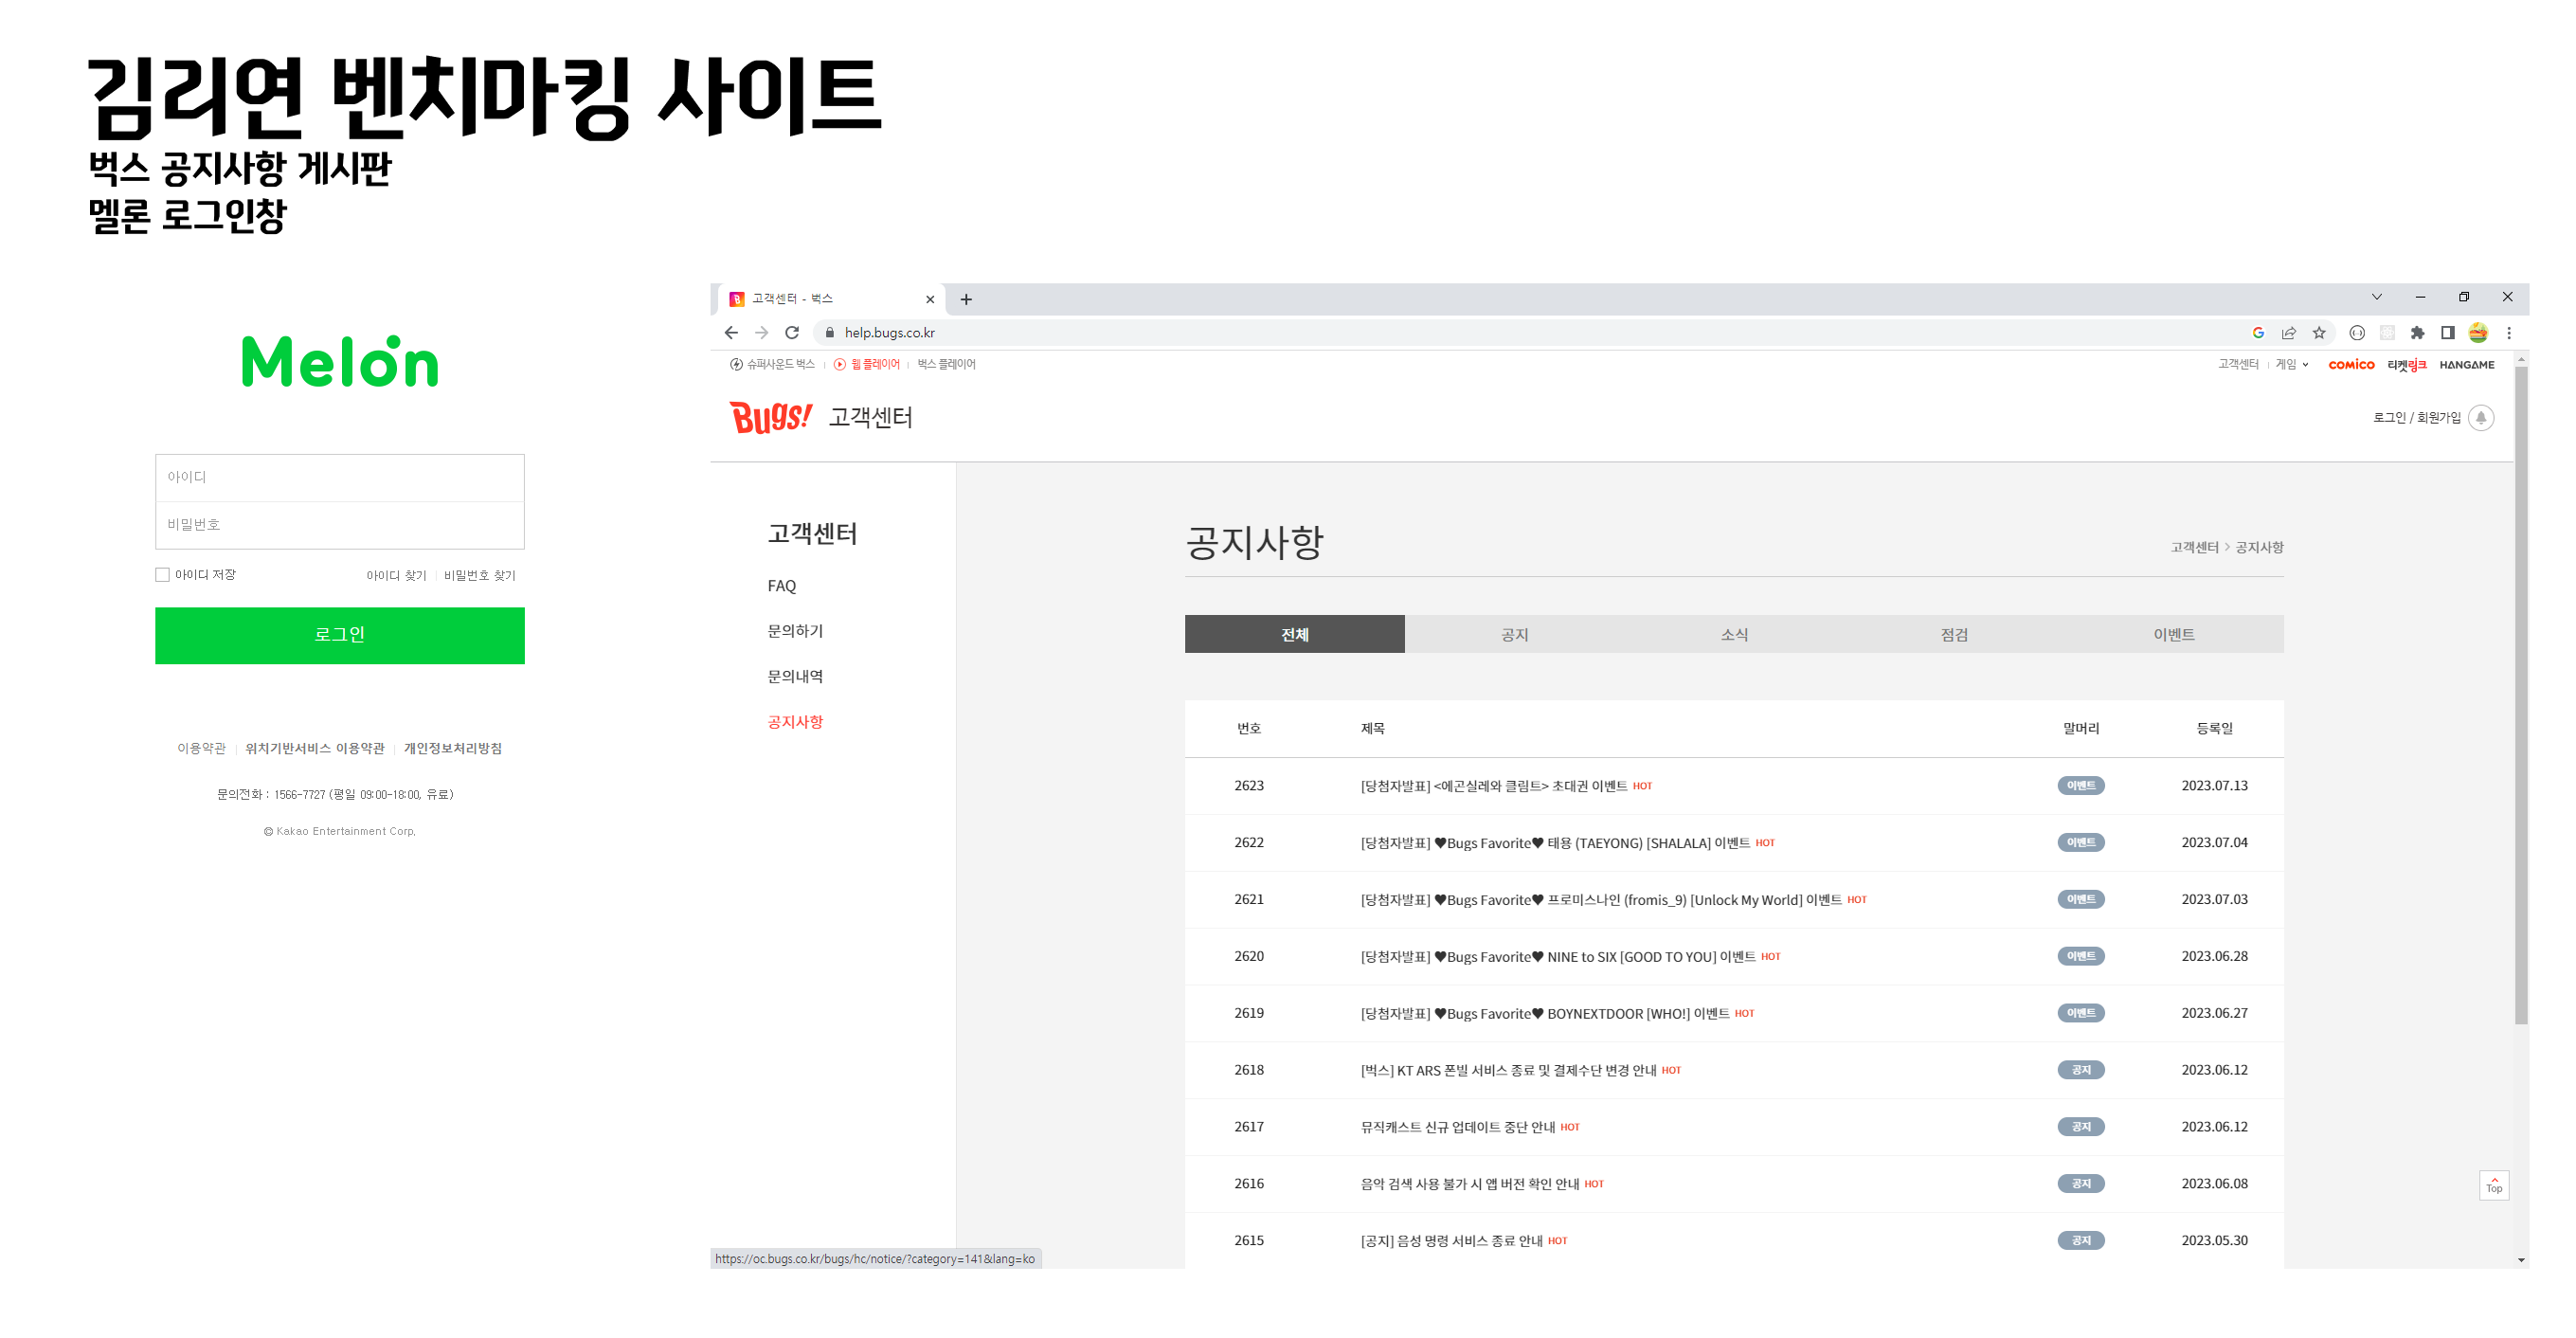 김리연 벤치마킹 사이트
벅스 공지사항 게시판
멜론 로그인창
Melon
아이디
비밀번호
아이디 저장 아이디 찾기 비밀번호 찾기
로그인
이용약관 위치기반서비스 이용약관 개인정보처리방침
문의전화 : 1566-7727 (평일 09:00-18:00, 유료)
© Kakao Entertainment Corp.
고객센터 - 벅스
help.bugs.co.kr
슈퍼사운드 벅스 웹 플레이어 벅스 플레이어 고객센터 게임 comico 티켓링크 HANGAME
Bugs! 고객센터 로그인 / 회원가입
고객센터
FAQ
문의하기
문의내역
공지사항
공지사항 고객센터 > 공지사항
전체 공지 소식 점검 이벤트
번호 제목 말머리 등록일
2623 [당첨자발표] <에곤실레와 클림트> 초대권 이벤트 HOT 이벤트 2023.07.13
2622 [당첨자발표] ♥Bugs Favorite♥ 태용 (TAEYONG) [SHALALA] 이벤트 HOT 이벤트 2023.07.04
2621 [당첨자발표] ♥Bugs Favorite♥ 프로미스나인 (fromis_9) [Unlock My World] 이벤트 HOT 이벤트 2023.07.03
2620 [당첨자발표] ♥Bugs Favorite♥ NINE to SIX [GOOD TO YOU] 이벤트 HOT 이벤트 2023.06.28
2619 [당첨자발표] ♥Bugs Favorite♥ BOYNEXTDOOR [WHO!] 이벤트 HOT 이벤트 2023.06.27
2618 [벅스] KT ARS 폰빌 서비스 종료 및 결제수단 변경 안내 HOT 공지 2023.06.12
2617 뮤직캐스트 신규 업데이트 중단 안내 HOT 공지 2023.06.12
2616 음악 검색 사용 불가 시 앱 버전 확인 안내 HOT 공지 2023.06.08
Top
2615 [공지] 음성 명령 서비스 종료 안내 HOT 공지 2023.05.30
https://oc.bugs.co.kr/bugs/hc/notice/?category=141&lang=ko